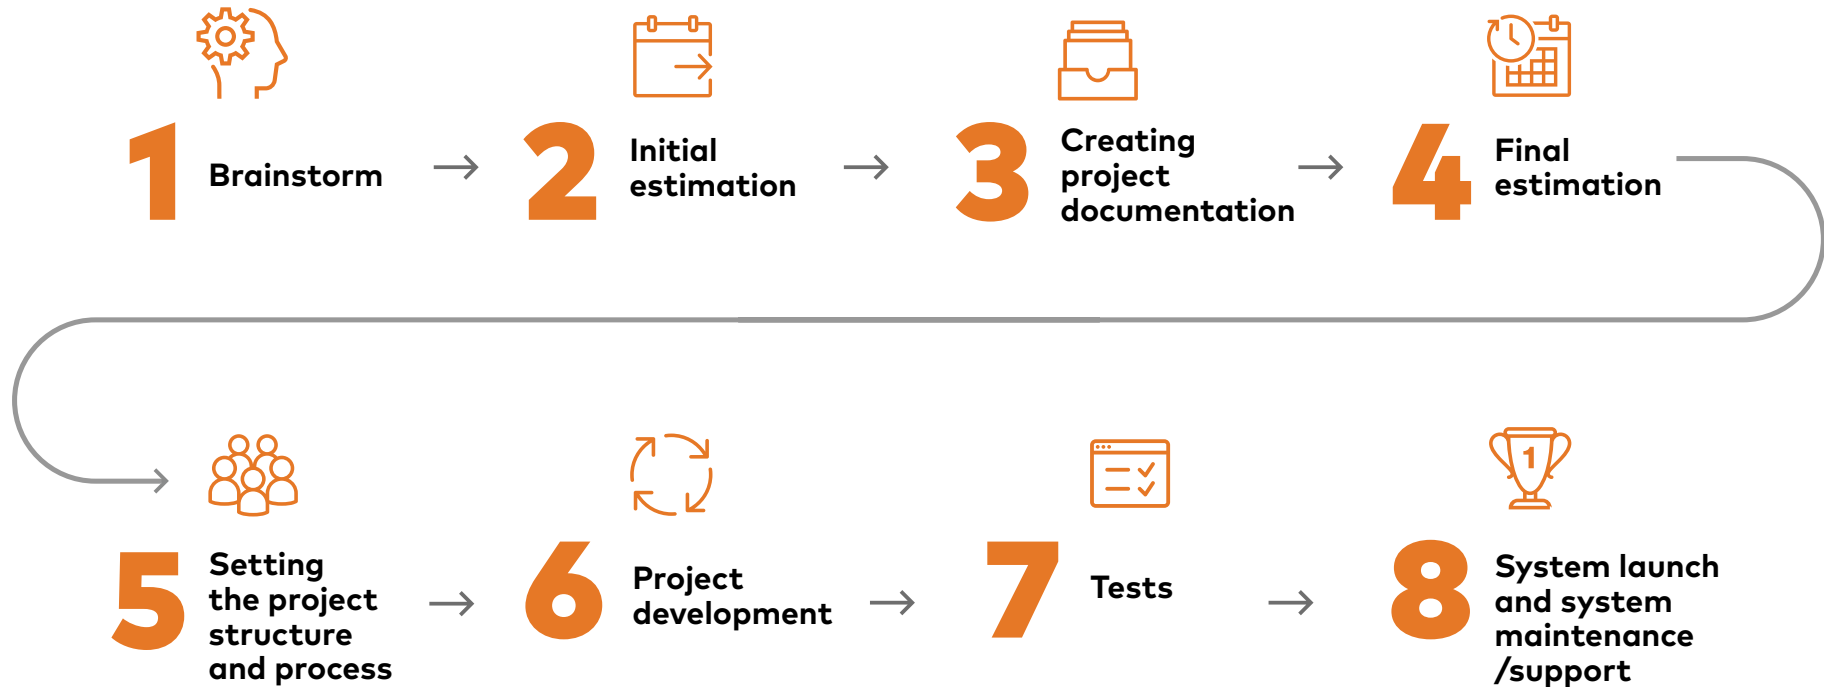 1
Brainstorm
2
Initial
estimation
3
Creating
project
documentation
4
Final
estimation
5
Setting
the project
structure
and process
6
Project
development
7
Tests
1
8
System launch
and system
maintenance
/support